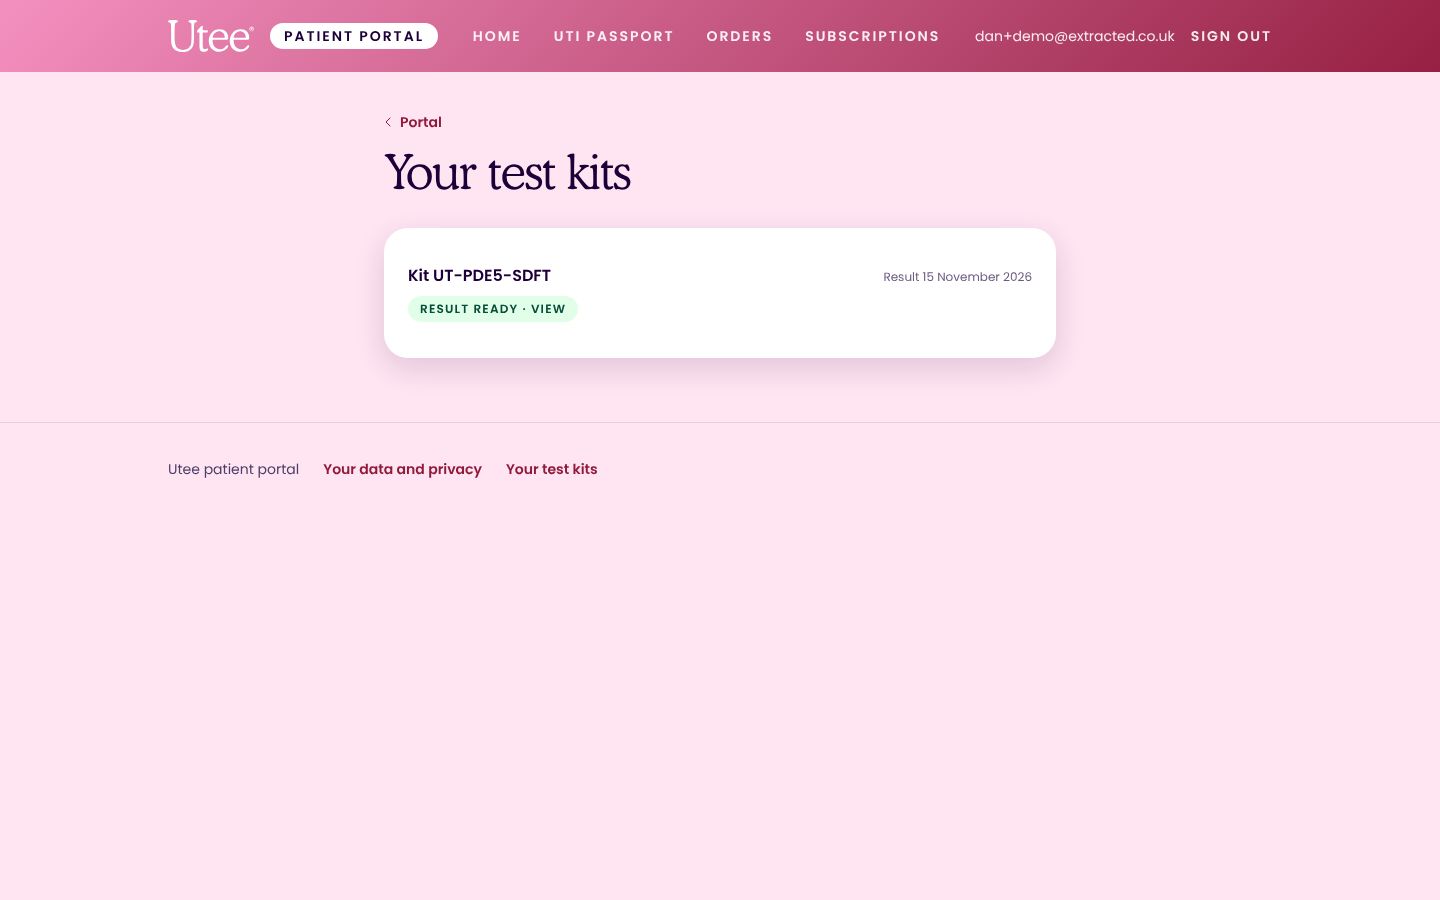 Utee® PATIENT PORTAL HOME UTI PASSPORT ORDERS SUBSCRIPTIONS dan+demo@extracted.co.uk SIGN OUT
Portal
Your test kits
Kit UT-PDE5-SDFT Result 15 November 2026
RESULT READY · VIEW
Utee patient portal Your data and privacy Your test kits